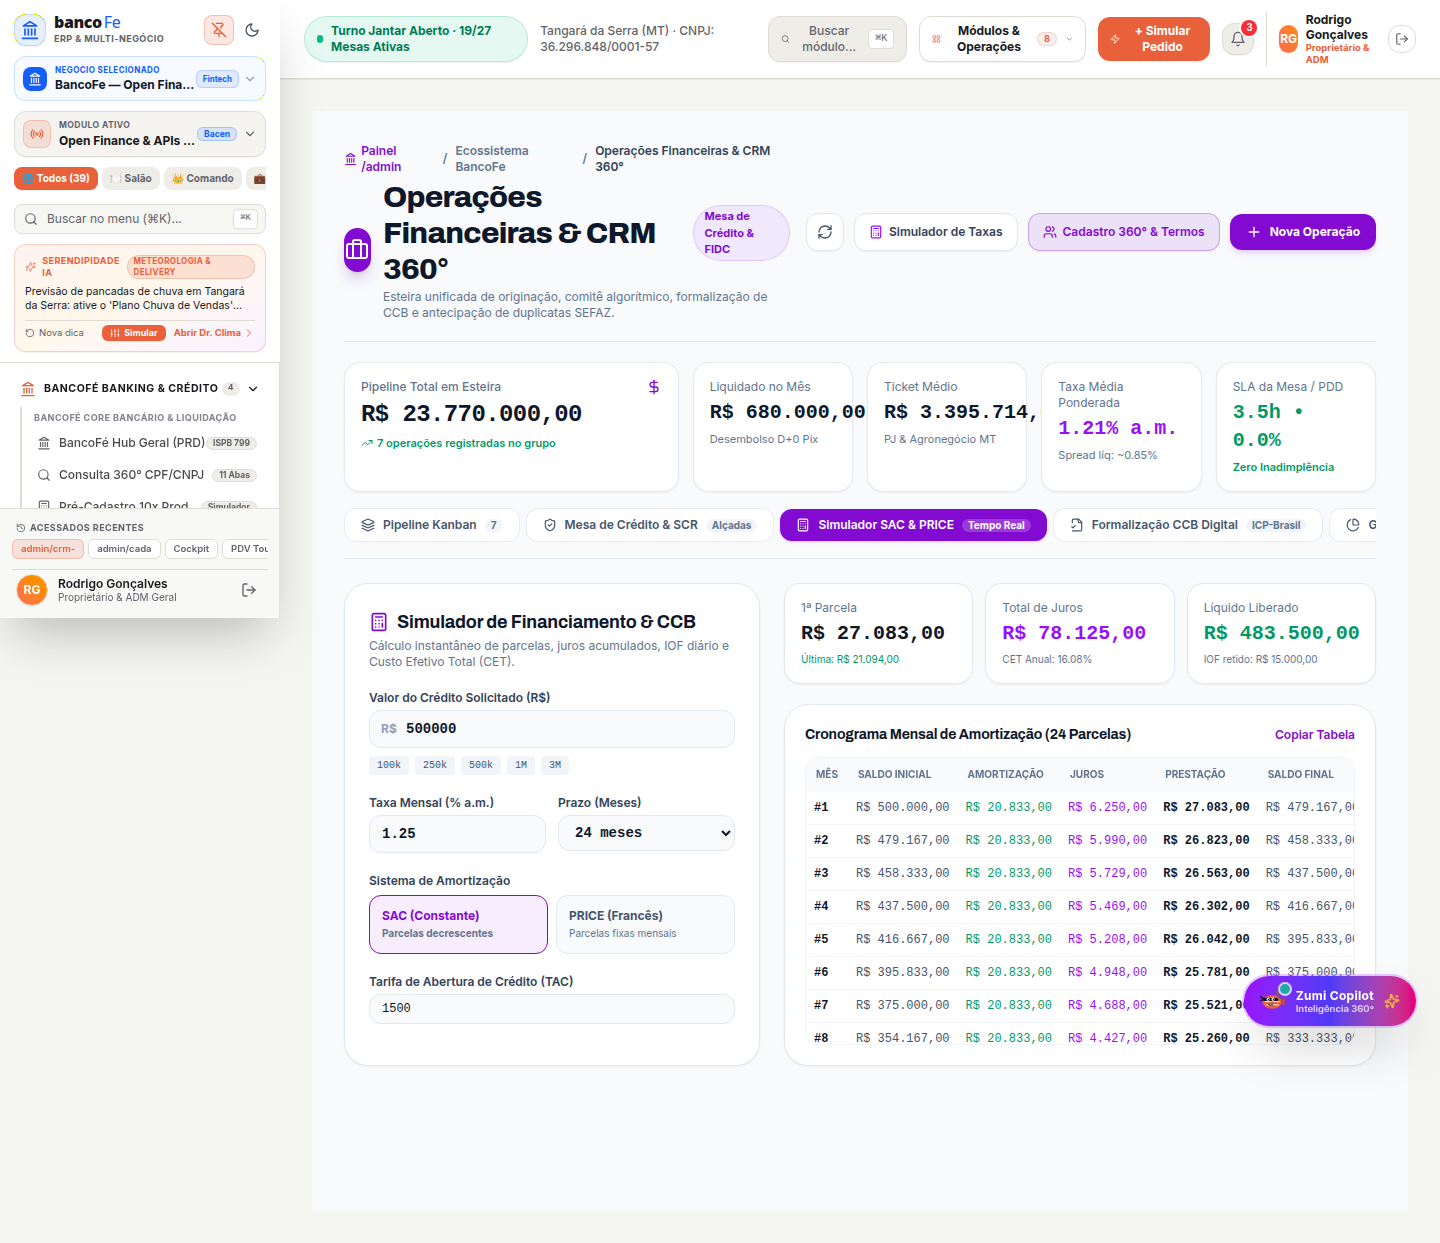 banco Fe
ERP & MULTI-NEGÓCIO
NEGÓCIO SELECIONADO
BancoFe — Open Fina...
Fintech
MÓDULO ATIVO
Open Finance & APIs ...
Bacen
Todos (39)
Salão
Comando
Buscar no menu (⌘K)...
⌘K
SERENDIPIDADE IA
METEOROLOGIA & DELIVERY
Previsão de pancadas de chuva em Tangará
da Serra: ative o 'Plano Chuva de Vendas'...
Nova dica
Simular
Abrir Dr. Clima
BANCOFÉ BANKING & CRÉDITO
4
BANCOFÉ CORE BANCÁRIO & LIQUIDAÇÃO
BancoFé Hub Geral (PRD)
ISPB 799
Consulta 360° CPF/CNPJ
11 Abas
Pré-Cadastro 10x Prod
Simulador
ACESSADOS RECENTES
admin/crm-
admin/cada
Cockpit
PDV Tou
RG
Rodrigo Gonçalves
Proprietário & ADM Geral
Turno Jantar Aberto · 19/27
Mesas Ativas
Tangará da Serra (MT) · CNPJ:
36.296.848/0001-57
Buscar
módulo...
⌘K
Módulos &
Operações
8
+ Simular
Pedido
3
RG
Rodrigo
Gonçalves
Proprietário &
ADM
Painel
/admin
/
Ecossistema
BancoFe
/
Operações Financeiras & CRM
360°
Operações
Financeiras & CRM
360°
Mesa de
Crédito &
FIDC
Esteira unificada de originação, comitê algorítmico, formalização de
CCB e antecipação de duplicatas SEFAZ.
Simulador de Taxas
Cadastro 360° & Termos
Nova Operação
Pipeline Total em Esteira
R$ 23.770.000,00
7 operações registradas no grupo
Liquidado no Mês
R$ 680.000,00
Desembolso D+0 Pix
Ticket Médio
R$ 3.395.714,
PJ & Agronegócio MT
Taxa Média
Ponderada
1.21% a.m.
Spread líq: ~0.85%
SLA da Mesa / PDD
3.5h •
0.0%
Zero Inadimplência
Pipeline Kanban
7
Mesa de Crédito & SCR
Alçadas
Simulador SAC & PRICE
Tempo Real
Formalização CCB Digital
ICP-Brasil
G
Simulador de Financiamento & CCB
Cálculo instantâneo de parcelas, juros acumulados, IOF diário e
Custo Efetivo Total (CET).
Valor do Crédito Solicitado (R$)
R$ 500000
100k
250k
500k
1M
3M
Taxa Mensal (% a.m.)
Prazo (Meses)
1.25
24 meses
Sistema de Amortização
SAC (Constante)
Parcelas decrescentes
PRICE (Francês)
Parcelas fixas mensais
Tarifa de Abertura de Crédito (TAC)
1500
1ª Parcela
R$ 27.083,00
Última: R$ 21.094,00
Total de Juros
R$ 78.125,00
CET Anual: 16.08%
Líquido Liberado
R$ 483.500,00
IOF retido: R$ 15.000,00
Cronograma Mensal de Amortização (24 Parcelas)
Copiar Tabela
MÊS SALDO INICIAL AMORTIZAÇÃO JUROS PRESTAÇÃO SALDO FINAL
#1 R$ 500.000,00 R$ 20.833,00 R$ 6.250,00 R$ 27.083,00 R$ 479.167,00
#2 R$ 479.167,00 R$ 20.833,00 R$ 5.990,00 R$ 26.823,00 R$ 458.333,00
#3 R$ 458.333,00 R$ 20.833,00 R$ 5.729,00 R$ 26.563,00 R$ 437.500,00
#4 R$ 437.500,00 R$ 20.833,00 R$ 5.469,00 R$ 26.302,00 R$ 416.667,00
#5 R$ 416.667,00 R$ 20.833,00 R$ 5.208,00 R$ 26.042,00 R$ 395.833,00
#6 R$ 395.833,00 R$ 20.833,00 R$ 4.948,00 R$ 25.781,00 R$ 375.000,00
#7 R$ 375.000,00 R$ 20.833,00 R$ 4.688,00 R$ 25.521,0
#8 R$ 354.167,00 R$ 20.833,00 R$ 4.427,00 R$ 25.260,00 R$ 333.333,00
Zumi Copilot
Inteligência 360°